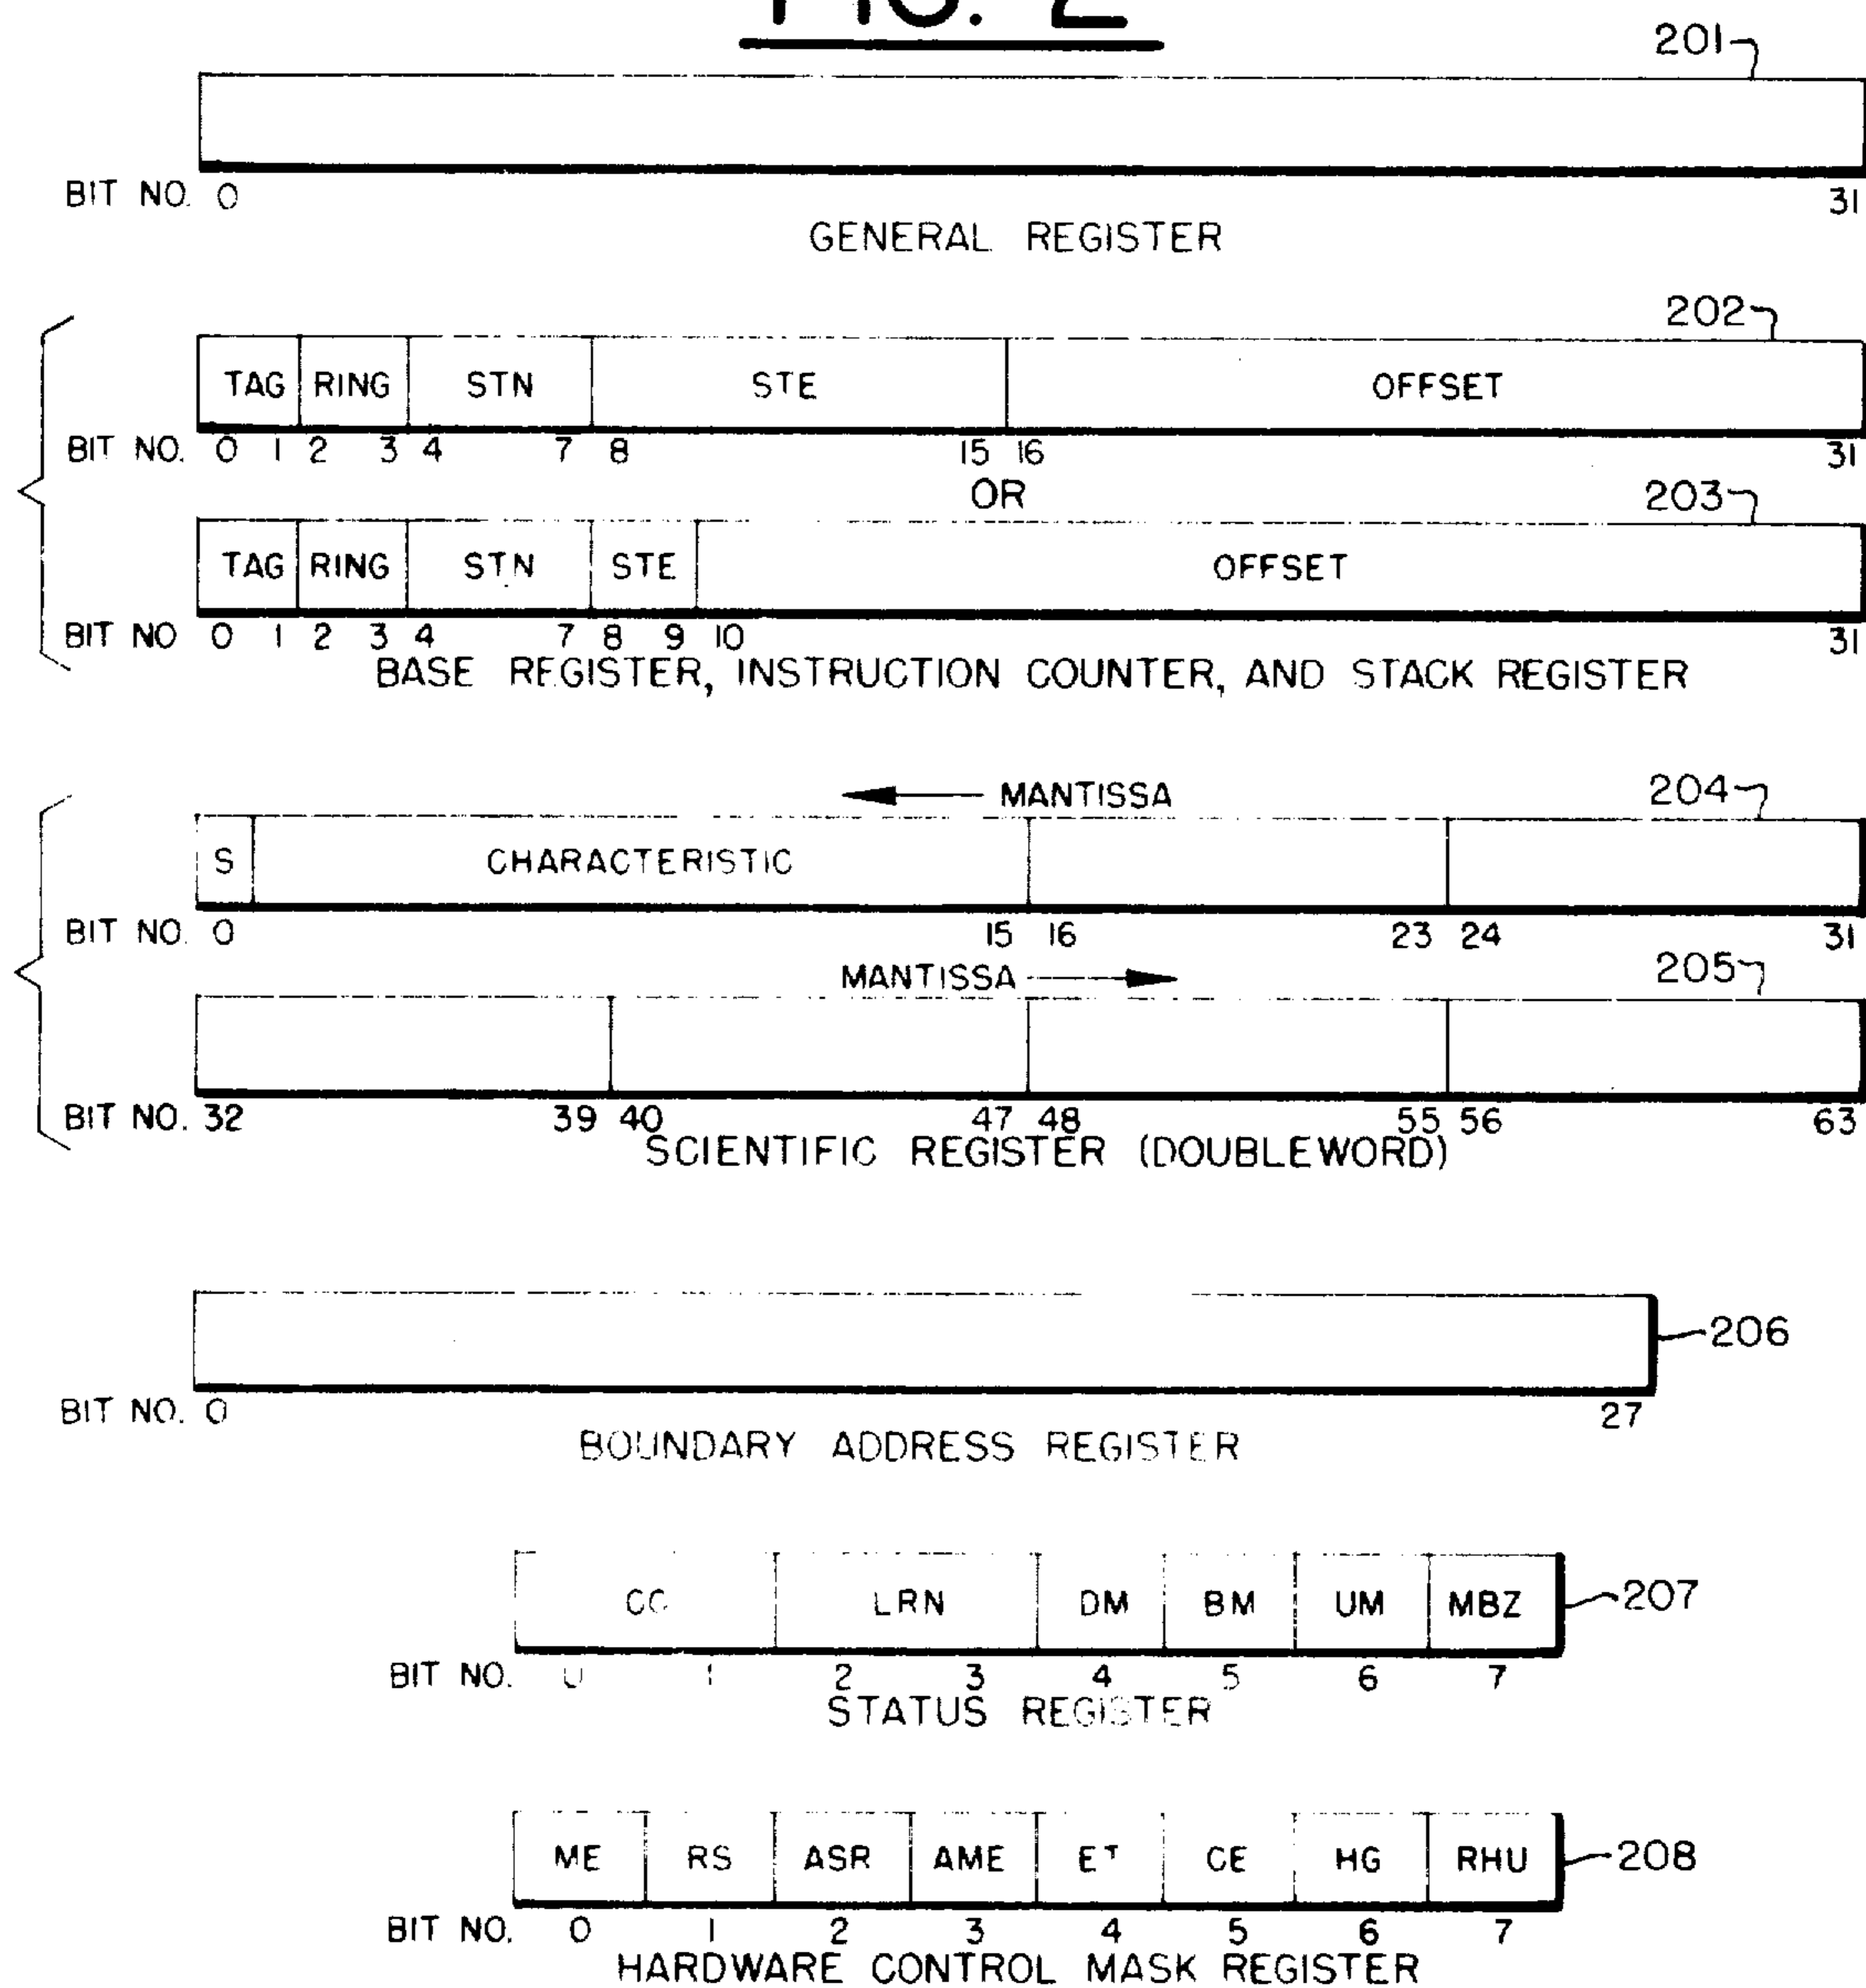 FIG. 2
201
BIT NO. 0 31
GENERAL REGISTER
202
TAG RING STN STE OFFSET
BIT NO. 0 1 2 3 4 7 8 15 16 31
OR
203
TAG RING STN STE OFFSET
BIT NO 0 1 2 3 4 7 8 9 10 31
BASE REGISTER, INSTRUCTION COUNTER, AND STACK REGISTER
MANTISSA 204
S CHARACTERISTIC
BIT NO. 0 15 16 23 24 31
MANTISSA 205
BIT NO. 32 39 40 47 48 55 56 63
SCIENTIFIC REGISTER (DOUBLEWORD)
206
BIT NO. 0 27
BOUNDARY ADDRESS REGISTER
CC LRN DM BM UM MBZ 207
BIT NO. 0 1 2 3 4 5 6 7
STATUS REGISTER
ME RS ASR AME ET CE HG RHU 208
BIT NO. 0 1 2 3 4 5 6 7
HARDWARE CONTROL MASK REGISTER